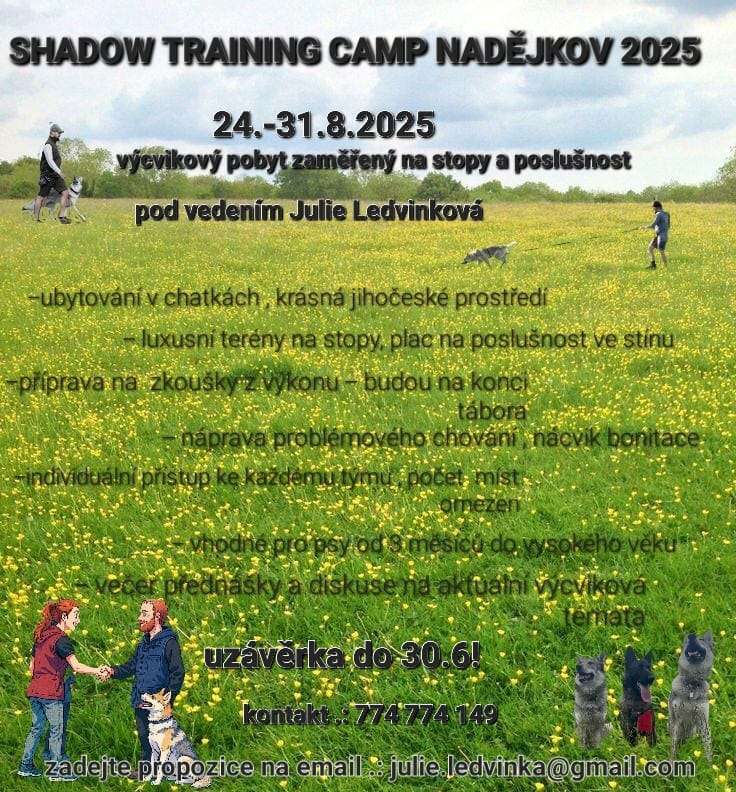 SHADOW TRAINING CAMP NADĚJKOV 2025
24.-31.8.2025
výcvikový pobyt zaměřený na stopy a poslušnost
pod vedením Julie Ledvinková
-ubytování v chatkách , krásná jihočeské prostředí
- luxusní terény na stopy, plac na poslušnost ve stínu
-příprava na zkoušky z výkonu - budou na konci
tábora
- náprava problémového chování , nácvik bonitace
-individuální přístup ke každému týmu , počet míst
omezen
- vhodné pro psy od 3 měsíců do vysokého věku
- večer přednášky a diskuse na aktuální výcviková
témata
uzávěrka do 30.6!
kontakt .: 774 774 149
zadejte propozice na email .: julie.ledvinka@gmail.com